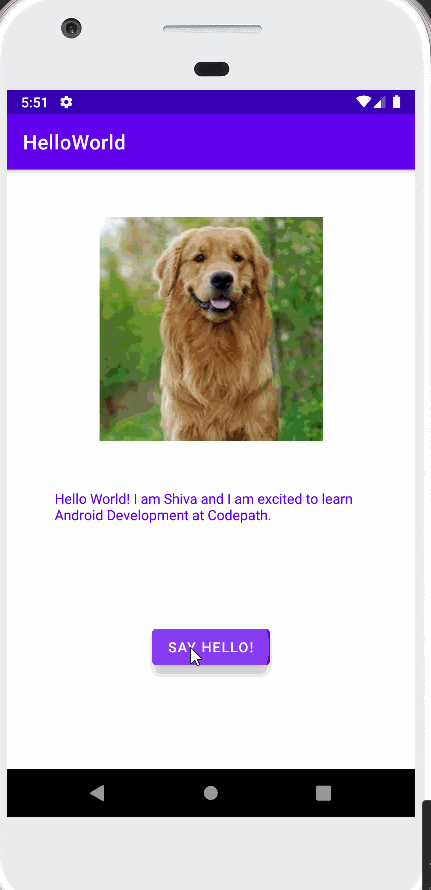 5:51
HelloWorld
Hello World! I am Shiva and I am excited to learn
Android Development at Codepath.
SAY HELLO!